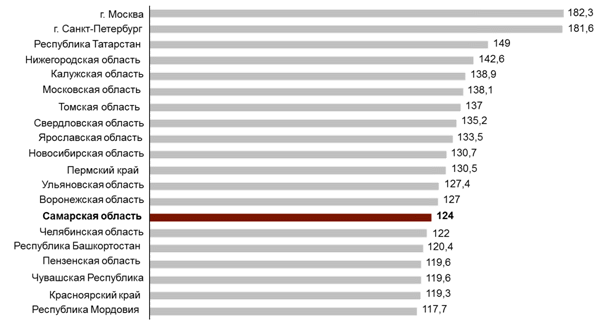 г. Москва 182,3
г. Санкт-Петербург 181,6
Республика Татарстан 149
Нижегородская область 142,6
Калужская область 138,9
Московская область 138,1
Томская область 137
Свердловская область 135,2
Ярославская область 133,5
Новосибирская область 130,7
Пермский край 130,5
Ульяновская область 127,4
Воронежская область 127
Самарская область 124
Челябинская область 122
Республика Башкортостан 120,4
Пензенская область 119,6
Чувашская Республика 119,6
Красноярский край 119,3
Республика Мордовия 117,7